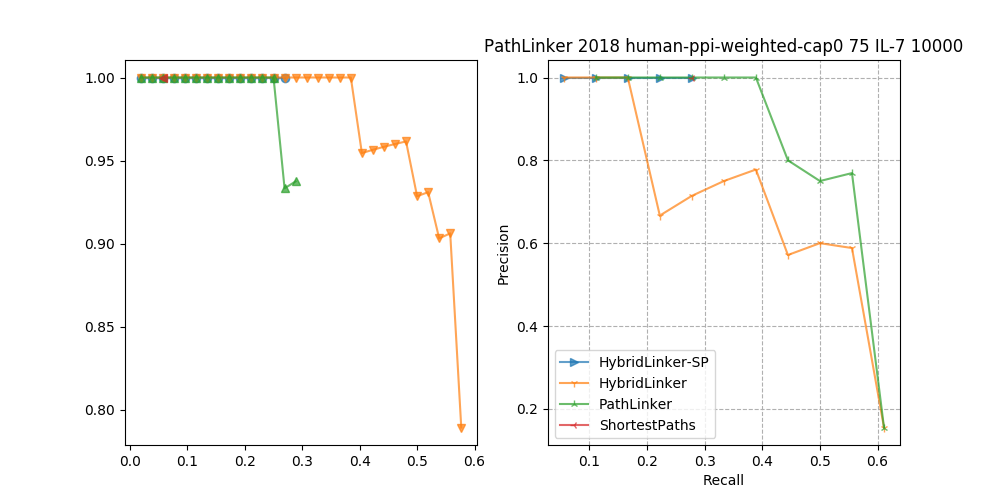 PathLinker 2018 human-ppi-weighted-cap0 75 IL-7 10000
1.00
0.95
0.90
0.85
0.80
0.0 0.1 0.2 0.3 0.4 0.5 0.6
1.0
0.8
0.6
0.4
0.2
Precision
HybridLinker-SP
HybridLinker
PathLinker
ShortestPaths
0.1 0.2 0.3 0.4 0.5 0.6
Recall